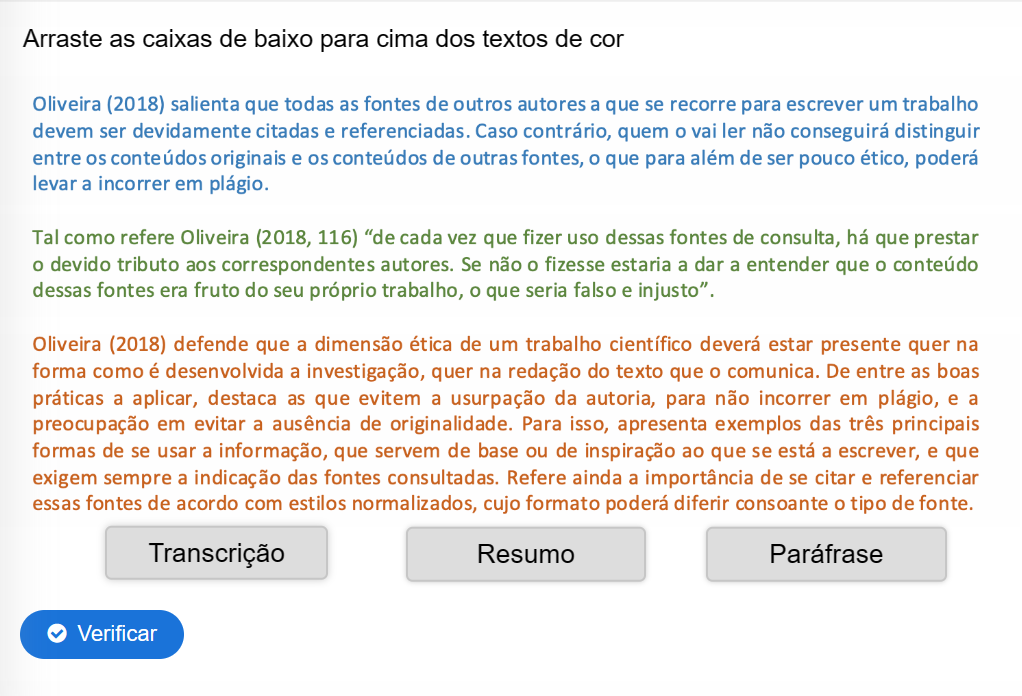 Arraste as caixas de baixo para cima dos textos de cor
Oliveira (2018) salienta que todas as fontes de outros autores a que se recorre para escrever um trabalho
devem ser devidamente citadas e referenciadas. Caso contrário, quem o vai ler não conseguirá distinguir
entre os conteúdos originais e os conteúdos de outras fontes, o que para além de ser pouco ético, poderá
levar a incorrer em plágio.
Tal como refere Oliveira (2018, 116) “de cada vez que fizer uso dessas fontes de consulta, há que prestar
o devido tributo aos correspondentes autores. Se não o fizesse estaria a dar a entender que o conteúdo
dessas fontes era fruto do seu próprio trabalho, o que seria falso e injusto”.
Oliveira (2018) defende que a dimensão ética de um trabalho científico deverá estar presente quer na
forma como é desenvolvida a investigação, quer na redação do texto que o comunica. De entre as boas
práticas a aplicar, destaca as que evitem a usurpação da autoria, para não incorrer em plágio, e a
preocupação em evitar a ausência de originalidade. Para isso, apresenta exemplos das três principais
formas de se usar a informação, que servem de base ou de inspiração ao que se está a escrever, e que
exigem sempre a indicação das fontes consultadas. Refere ainda a importância de se citar e referenciar
essas fontes de acordo com estilos normalizados, cujo formato poderá diferir consoante o tipo de fonte.
Transcrição
Resumo
Paráfrase
Verificar